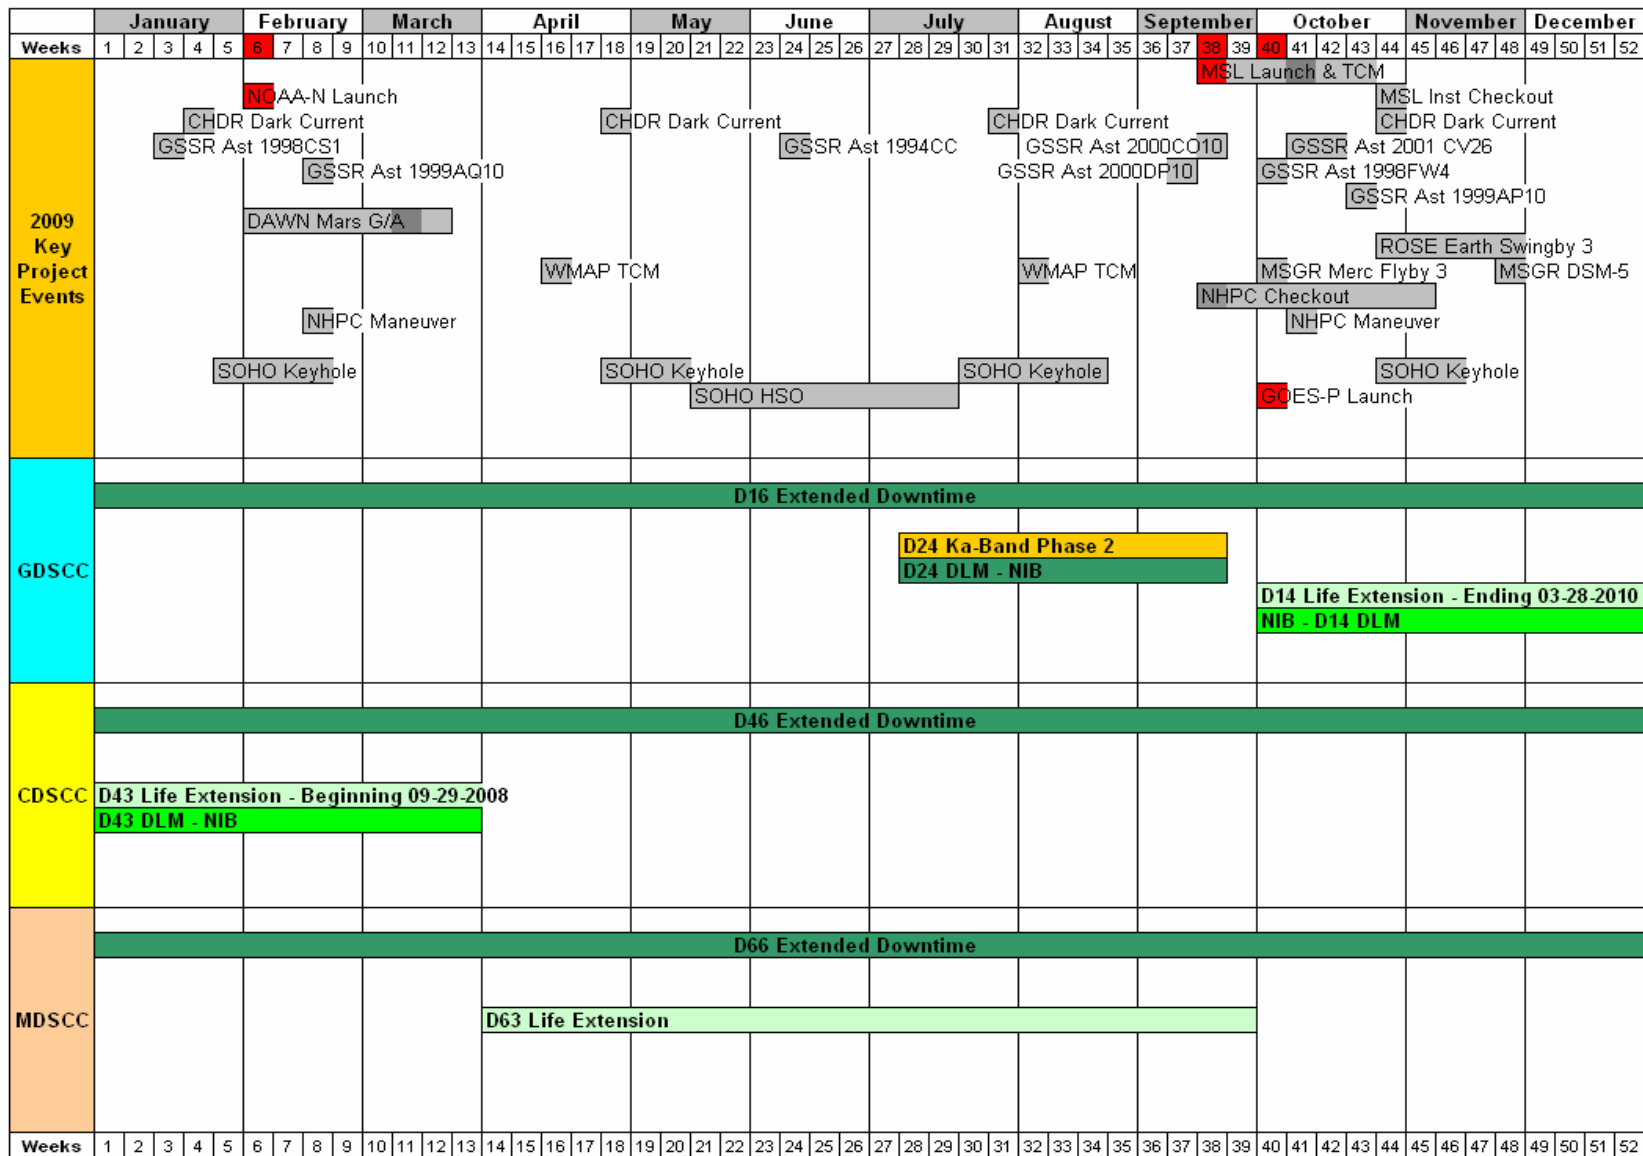 January February March April May June July August September October November December
Weeks 1 2 3 4 5 6 7 8 9 10 11 12 13 14 15 16 17 18 19 20 21 22 23 24 25 26 27 28 29 30 31 32 33 34 35 36 37 38 39 40 41 42 43 44 45 46 47 48 49 50 51 52
MSL Launch & TCM
NOAA-N Launch MSL Inst Checkout
CHDR Dark Current CHDR Dark Current CHDR Dark Current CHDR Dark Current
GSSR Ast 1998CS1 GSSR Ast 1994CC GSSR Ast 2000CO10 GSSR Ast 2001 CV26
GSSR Ast 1999AQ10 GSSR Ast 2000DP10 GSSR Ast 1998FW4
GSSR Ast 1999AP10
2009
Key
Project
Events
DAWN Mars G/A
ROSE Earth Swingby 3
WMAP TCM WMAP TCM MSGR Merc Flyby 3 MSGR DSM-5
NHPC Checkout
NHPC Maneuver NHPC Maneuver
SOHO Keyhole SOHO Keyhole SOHO Keyhole SOHO Keyhole
SOHO HSO GOES-P Launch
GDSCC
D16 Extended Downtime
D24 Ka-Band Phase 2
D24 DLM - NIB
D14 Life Extension - Ending 03-28-2010
NIB - D14 DLM
CDSCC
D46 Extended Downtime
D43 Life Extension - Beginning 09-29-2008
D43 DLM - NIB
MDSCC
D66 Extended Downtime
D63 Life Extension
Weeks 1 2 3 4 5 6 7 8 9 10 11 12 13 14 15 16 17 18 19 20 21 22 23 24 25 26 27 28 29 30 31 32 33 34 35 36 37 38 39 40 41 42 43 44 45 46 47 48 49 50 51 52